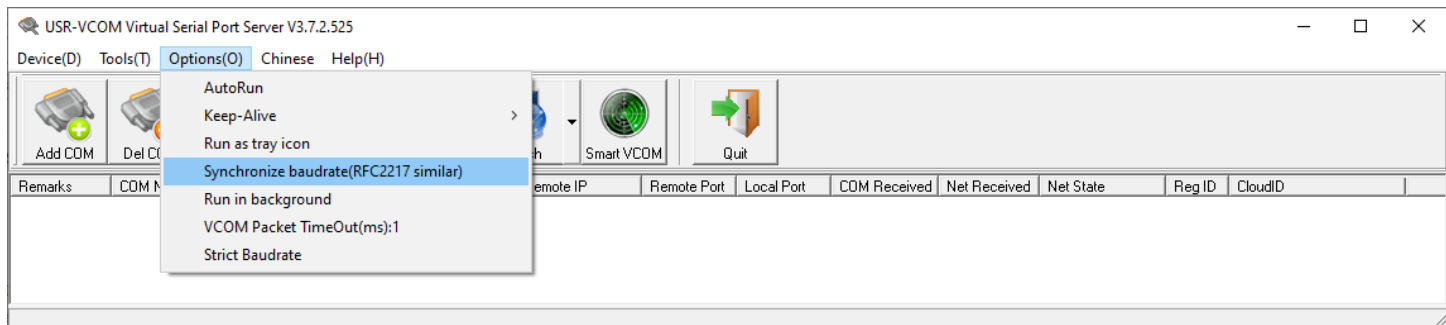 USR-VCOM Virtual Serial Port Server V3.7.2.525
Device(D) Tools(T) Options(O) Chinese Help(H)
AutoRun
Keep-Alive
Run as tray icon
Synchronize baudrate(RFC2217 similar)
Run in background
VCOM Packet TimeOut(ms):1
Strict Baudrate
Add COM Del Smart VCOM Quit
Remarks COM Remote Port Local Port COM Received Net Received Net State Reg ID CloudID